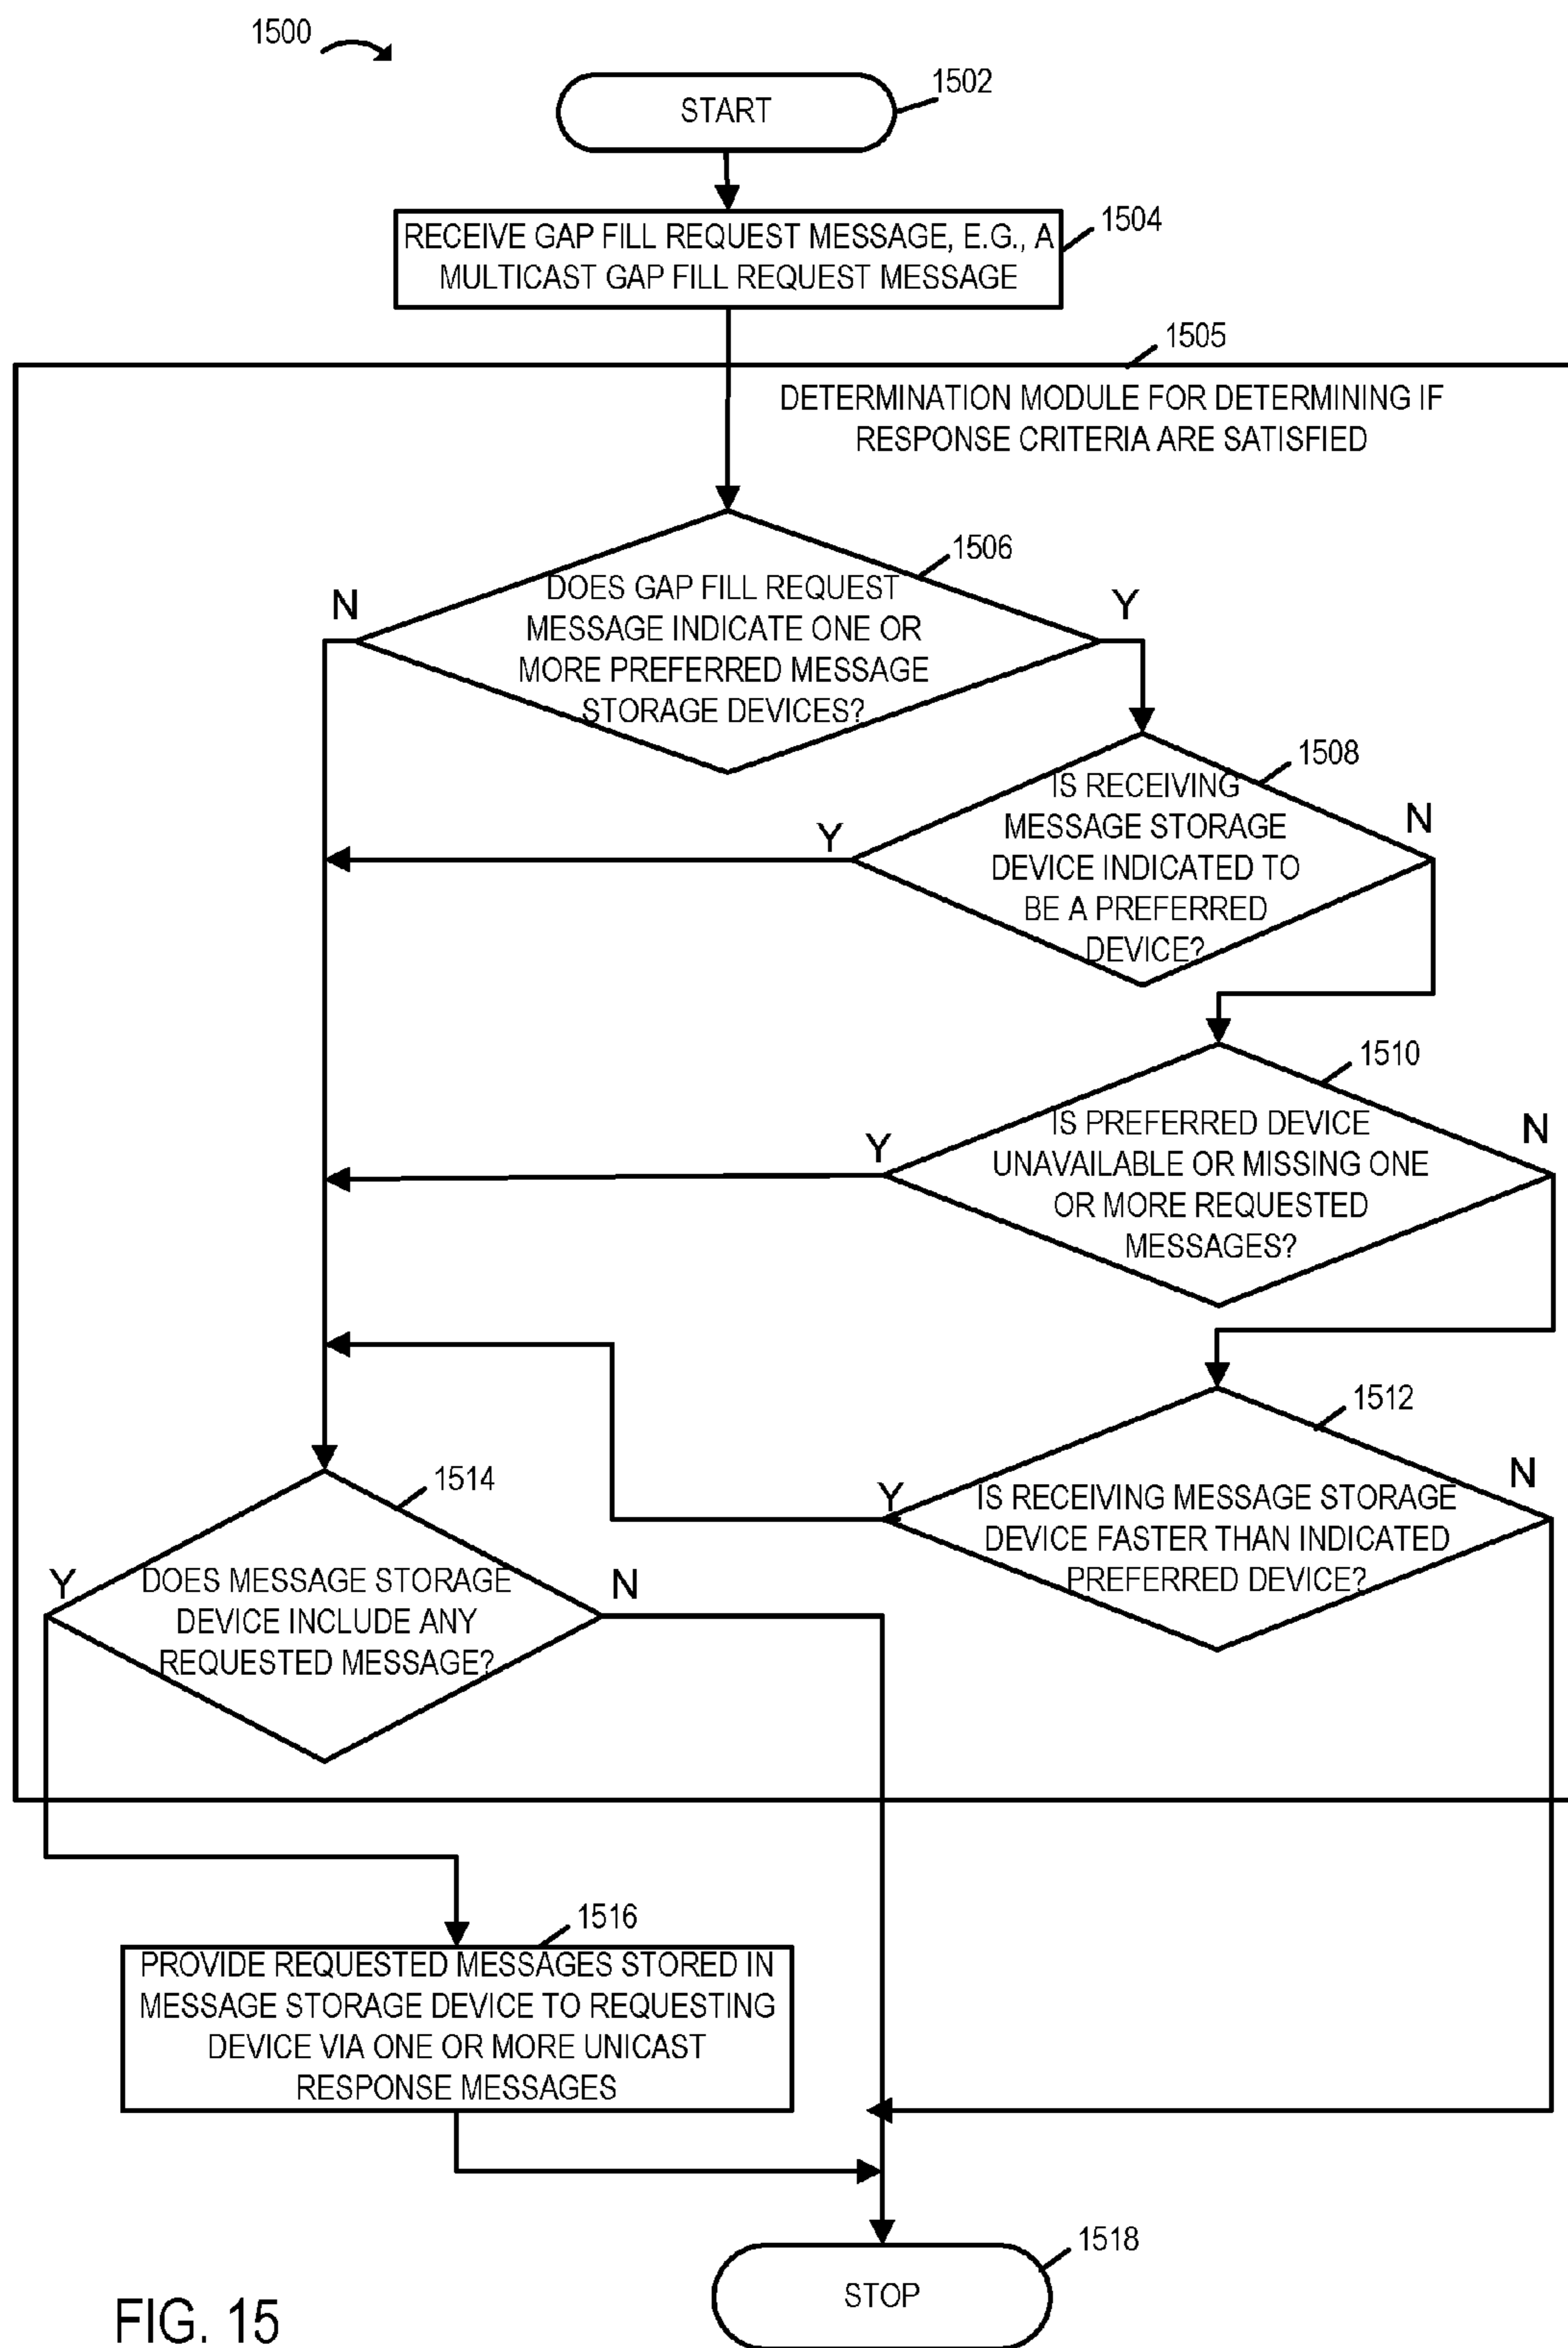 1500
1502
START
1504
RECEIVE GAP FILL REQUEST MESSAGE, E.G., A
MULTICAST GAP FILL REQUEST MESSAGE
1505
DETERMINATION MODULE FOR DETERMINING IF
RESPONSE CRITERIA ARE SATISFIED
1506
N
Y
DOES GAP FILL REQUEST
MESSAGE INDICATE ONE OR
MORE PREFERRED MESSAGE
STORAGE DEVICES?
1508
Y
N
IS RECEIVING
MESSAGE STORAGE
DEVICE INDICATED TO
BE A PREFERRED
DEVICE?
1510
Y
N
IS PREFERRED DEVICE
UNAVAILABLE OR MISSING ONE
OR MORE REQUESTED
MESSAGES?
1512
Y
N
IS RECEIVING MESSAGE STORAGE
DEVICE FASTER THAN INDICATED
PREFERRED DEVICE?
1514
Y
N
DOES MESSAGE STORAGE
DEVICE INCLUDE ANY
REQUESTED MESSAGE?
1516
PROVIDE REQUESTED MESSAGES STORED IN
MESSAGE STORAGE DEVICE TO REQUESTING
DEVICE VIA ONE OR MORE UNICAST
RESPONSE MESSAGES
1518
STOP
FIG. 15